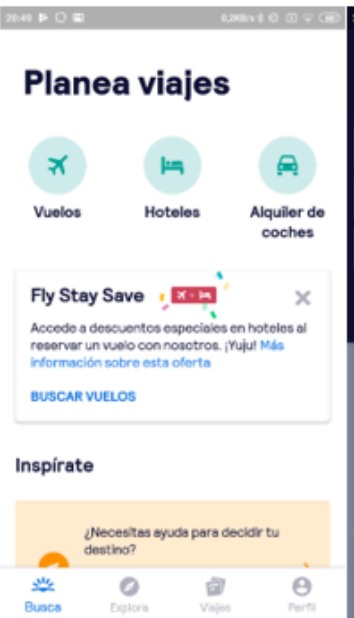 20:49
Planea viajes
Vuelos
Hoteles
Alquiler de
coches
Fly Stay Save
Accede a descuentos especiales en hoteles al
reservar un vuelo con nosotros. ¡Yuju! Más
información sobre esta oferta
BUSCAR VUELOS
Inspírate
¿Necesitas ayuda para decidir tu
destino?
Busca
Explora
Viajes
Perfil